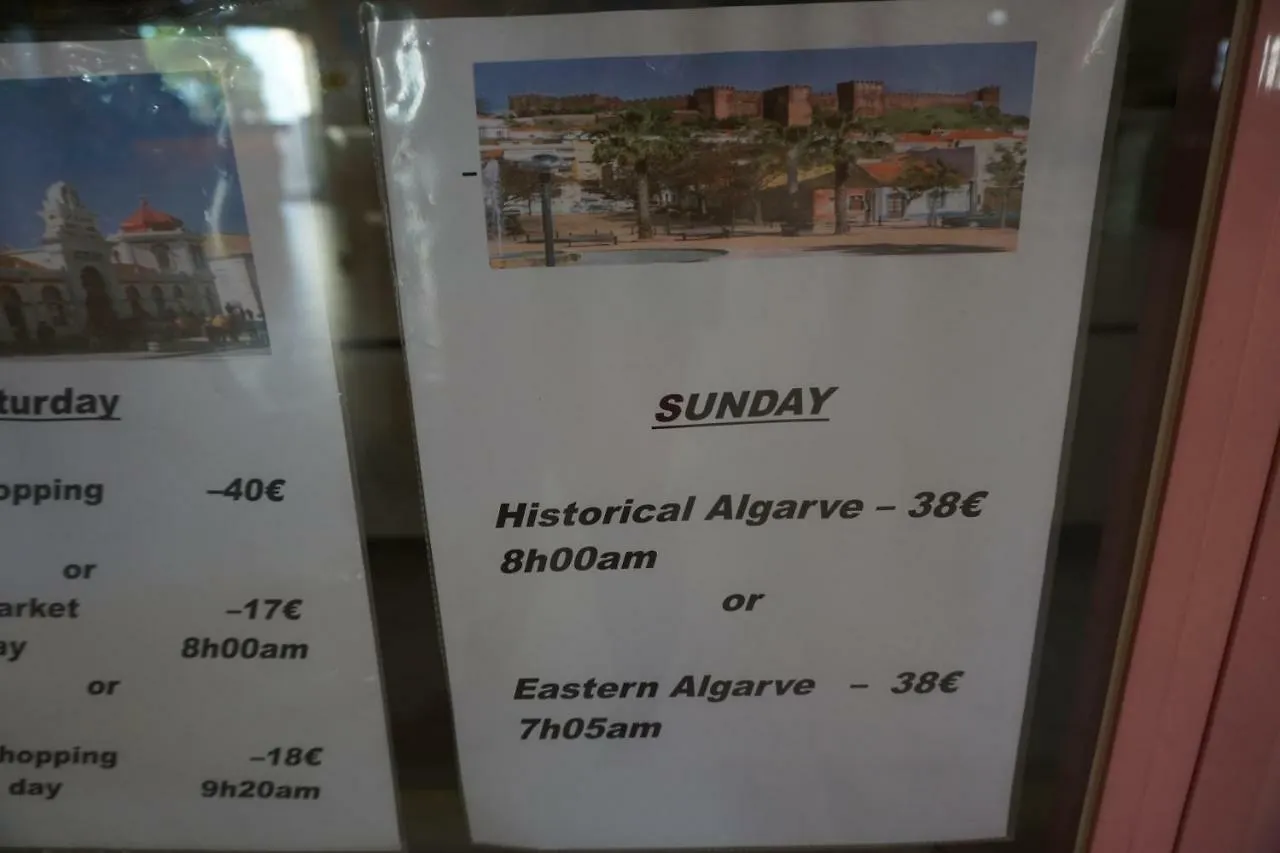 turday
opping –40€
or
arket –17€
ay 8h00am
or
hopping –18€
day 9h20am
SUNDAY
Historical Algarve – 38€
8h00am
or
Eastern Algarve – 38€
7h05am